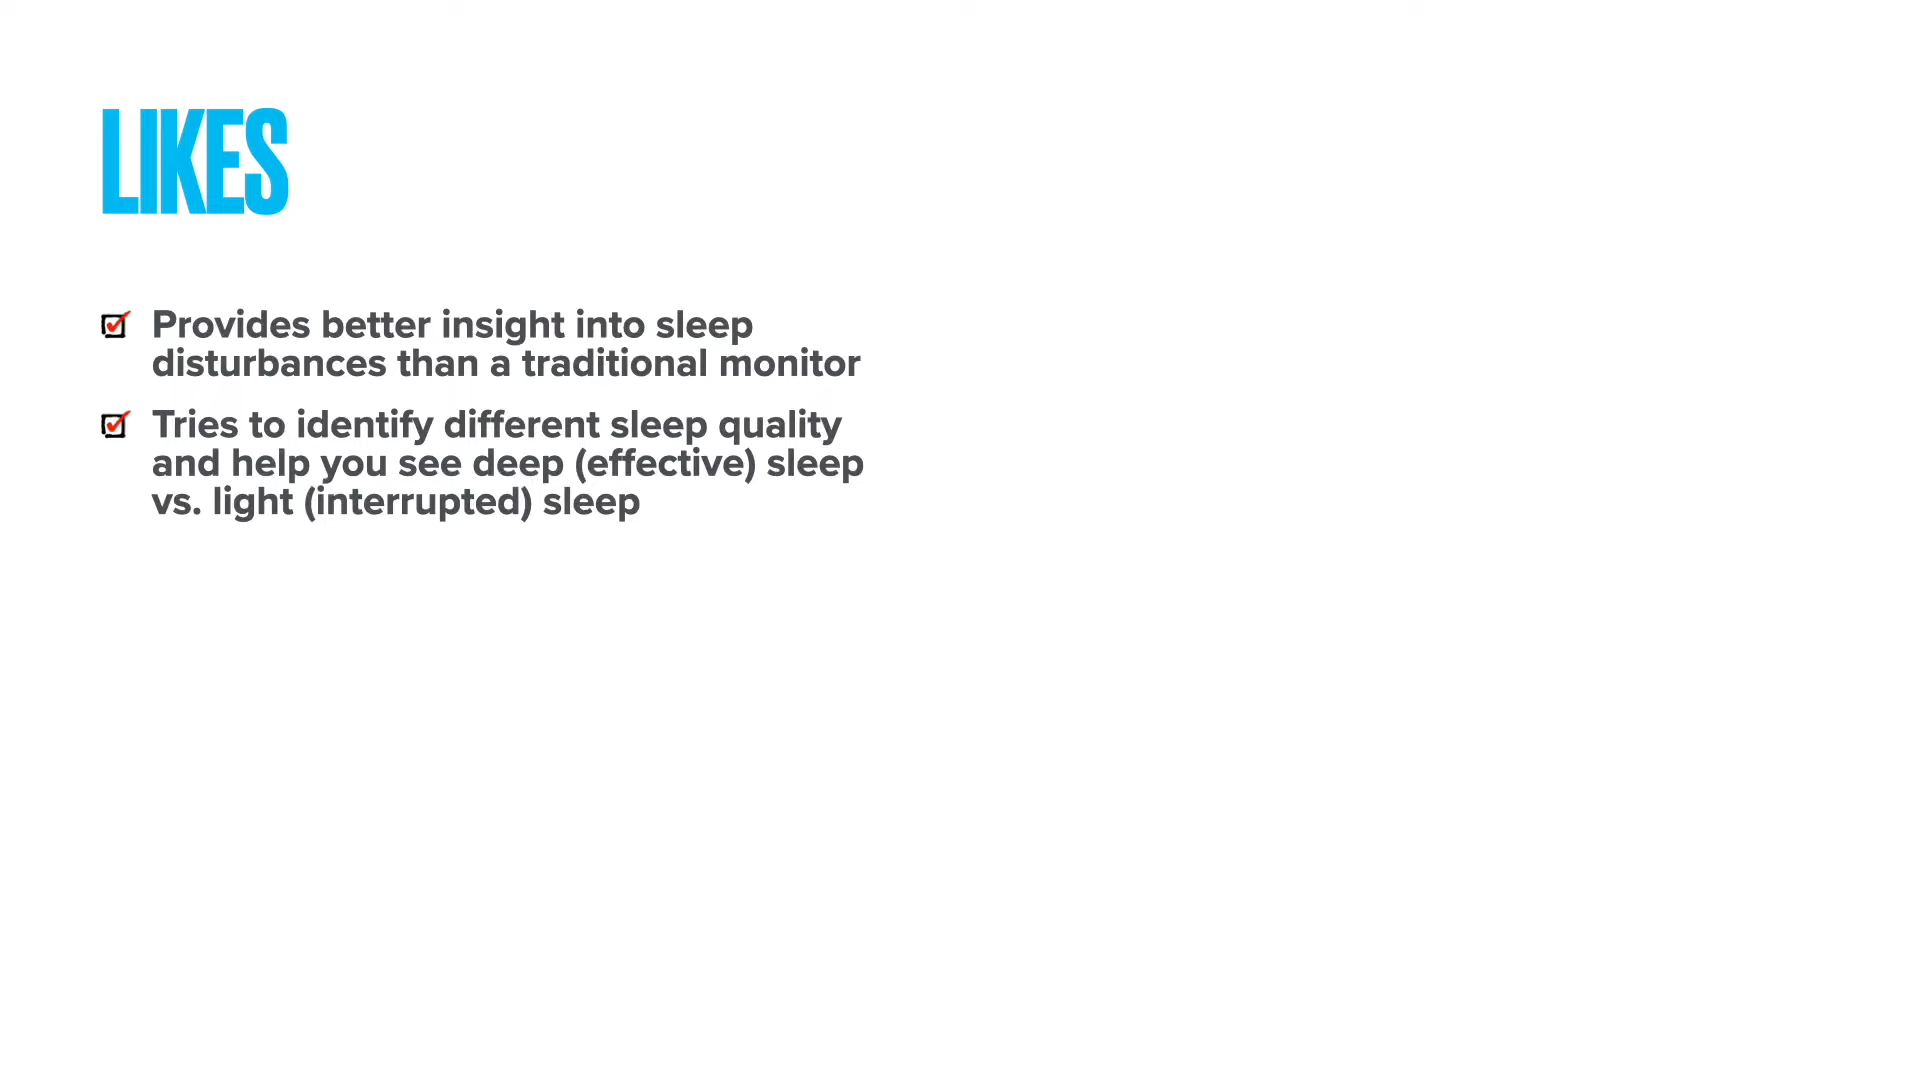 LIKES
Provides better insight into sleep
disturbances than a traditional monitor
Tries to identify different sleep quality
and help you see deep (effective) sleep
vs. light (interrupted) sleep